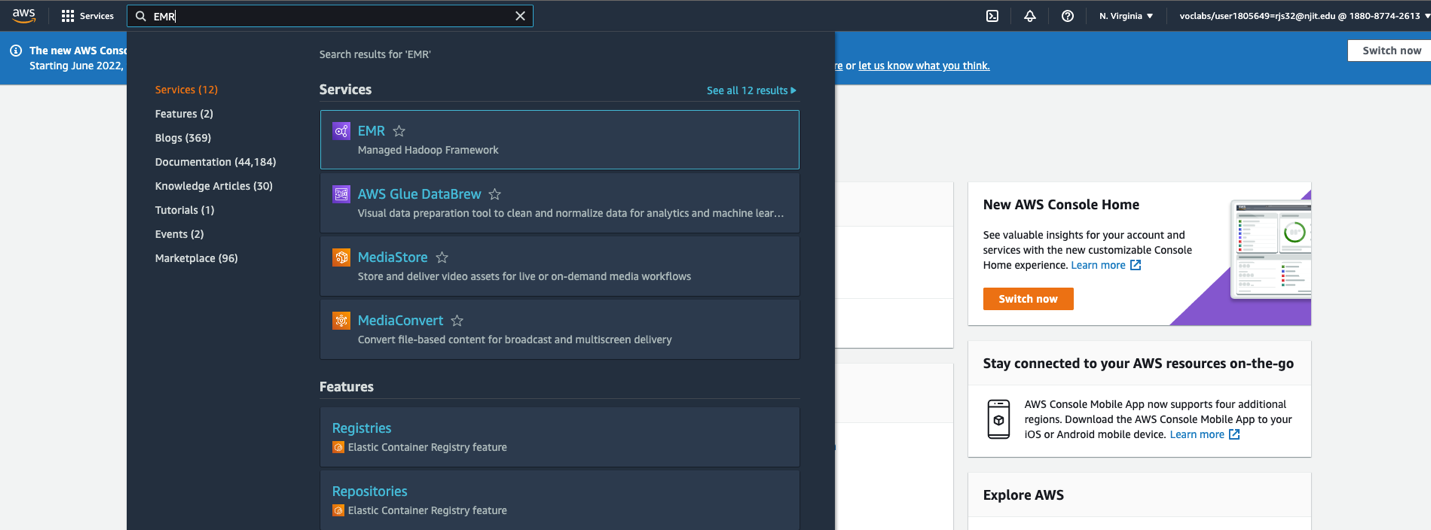 aws
Services
EMR
N. Virginia
voclabs/user1805649=rjs32@njit.edu @ 1880-8774-2613
The new AWS Conso
Starting June 2022,
re or let us know what you think.
Switch now
Search results for 'EMR'
Services (12)
Features (2)
Blogs (369)
Documentation (44,184)
Knowledge Articles (30)
Tutorials (1)
Events (2)
Marketplace (96)
Services
See all 12 results
EMR
Managed Hadoop Framework
AWS Glue DataBrew
Visual data preparation tool to clean and normalize data for analytics and machine lear...
MediaStore
Store and deliver video assets for live or on-demand media workflows
MediaConvert
Convert file-based content for broadcast and multiscreen delivery
Features
Registries
Elastic Container Registry feature
Repositories
Elastic Container Registry feature
New AWS Console Home
See valuable insights for your account and
services with the new customizable Console
Home experience. Learn more
Switch now
Stay connected to your AWS resources on-the-go
AWS Console Mobile App now supports four additional
regions. Download the AWS Console Mobile App to your
iOS or Android mobile device. Learn more
Explore AWS